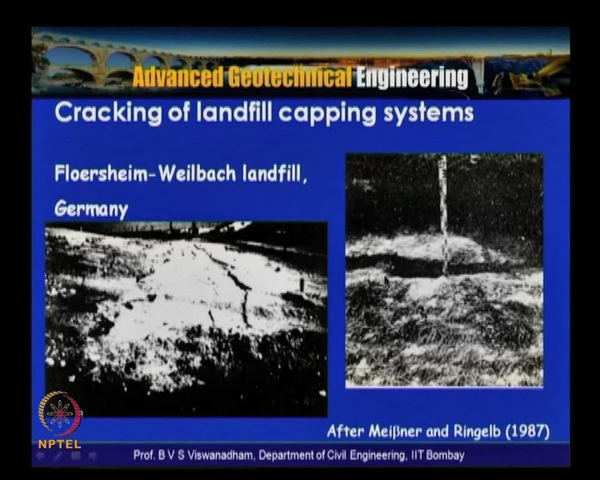 Advanced Geotechnical Engineering
Cracking of landfill capping systems
Floersheim-Weilbach landfill,
Germany
After Meiβner and Ringelb (1987)
NPTEL
Prof. B V S Viswanadham, Department of Civil Engineering, IIT Bombay